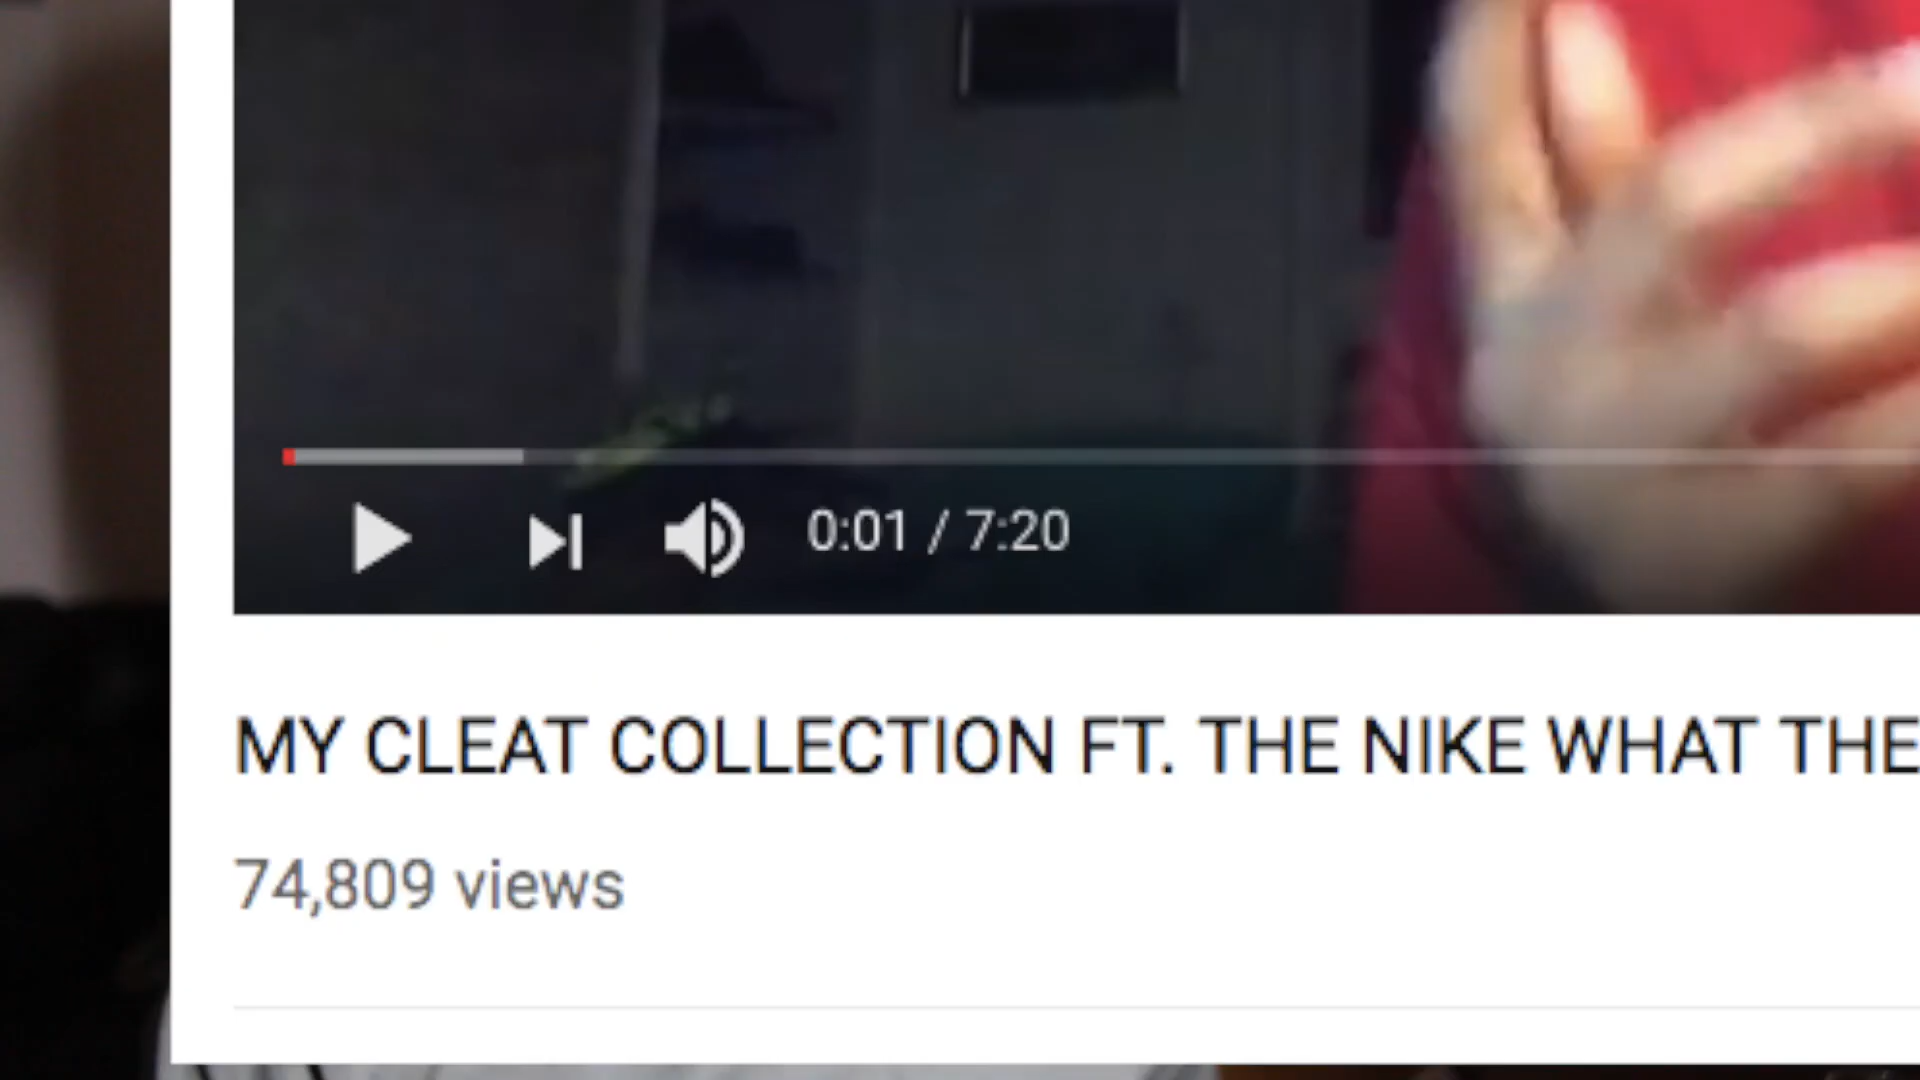 0:01 / 7:20
MY CLEAT COLLECTION FT. THE NIKE WHAT THE
74,809 views